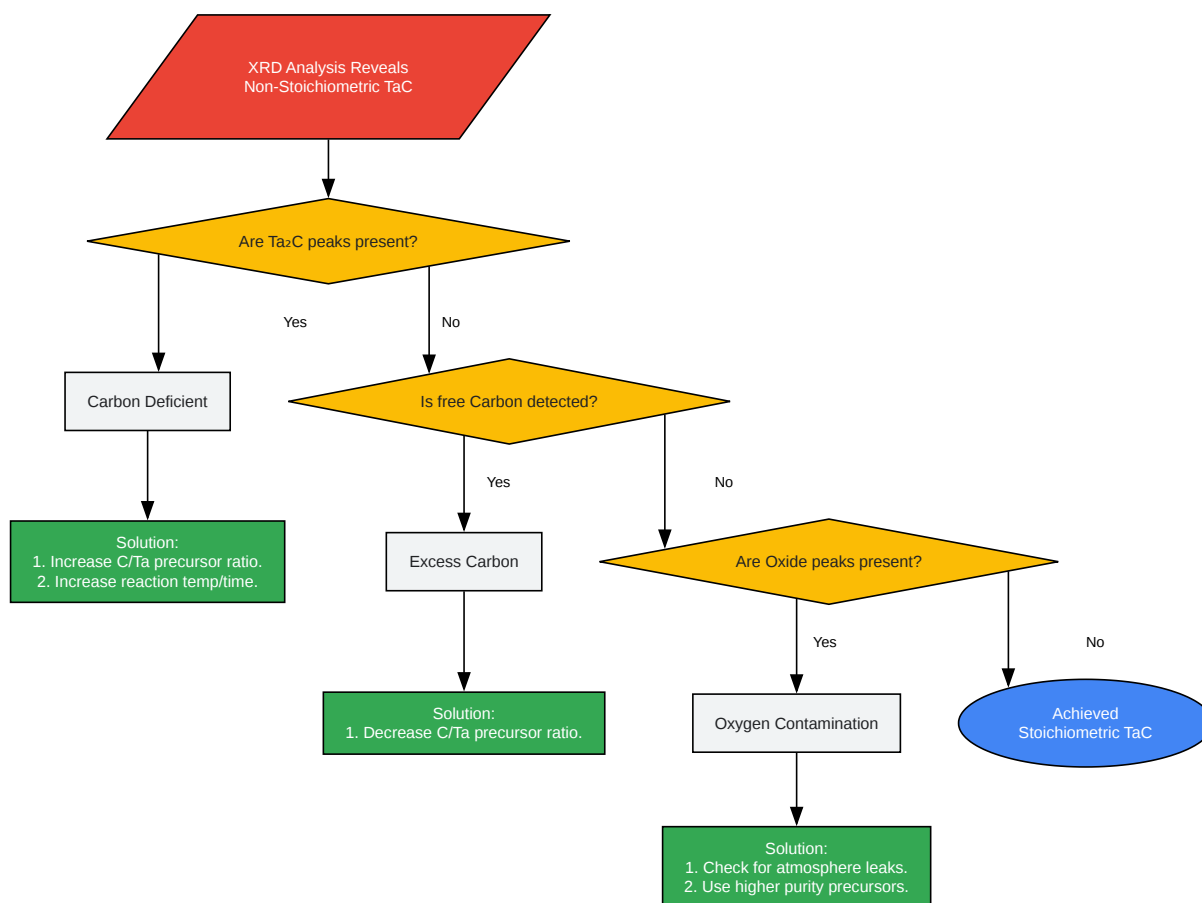 XRD Analysis Reveals
Non-Stoichiometric TaC
Are Ta₂C peaks present?
Yes
No
Carbon Deficient
Is free Carbon detected?
Yes
No
Solution:
1. Increase C/Ta precursor ratio.
2. Increase reaction temp/time.
Excess Carbon
Are Oxide peaks present?
Yes
No
Solution:
1. Decrease C/Ta precursor ratio.
Oxygen Contamination
Achieved
Stoichiometric TaC
Solution:
1. Check for atmosphere leaks.
2. Use higher purity precursors.